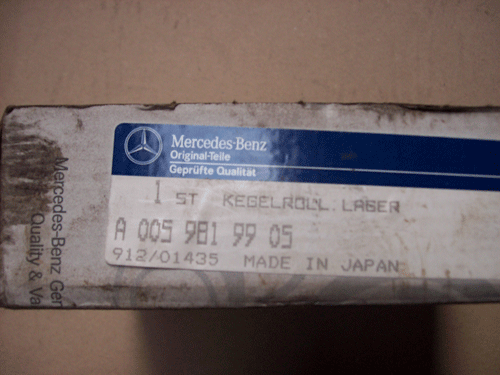 Mercedes-Benz
Original-Teile
Geprüfte Qualität
1 ST KEGELROLL.LAGER
A 005 981 99 05
912/01435 MADE IN JAPAN
Mercedes-Benz Ger
Quality & Va